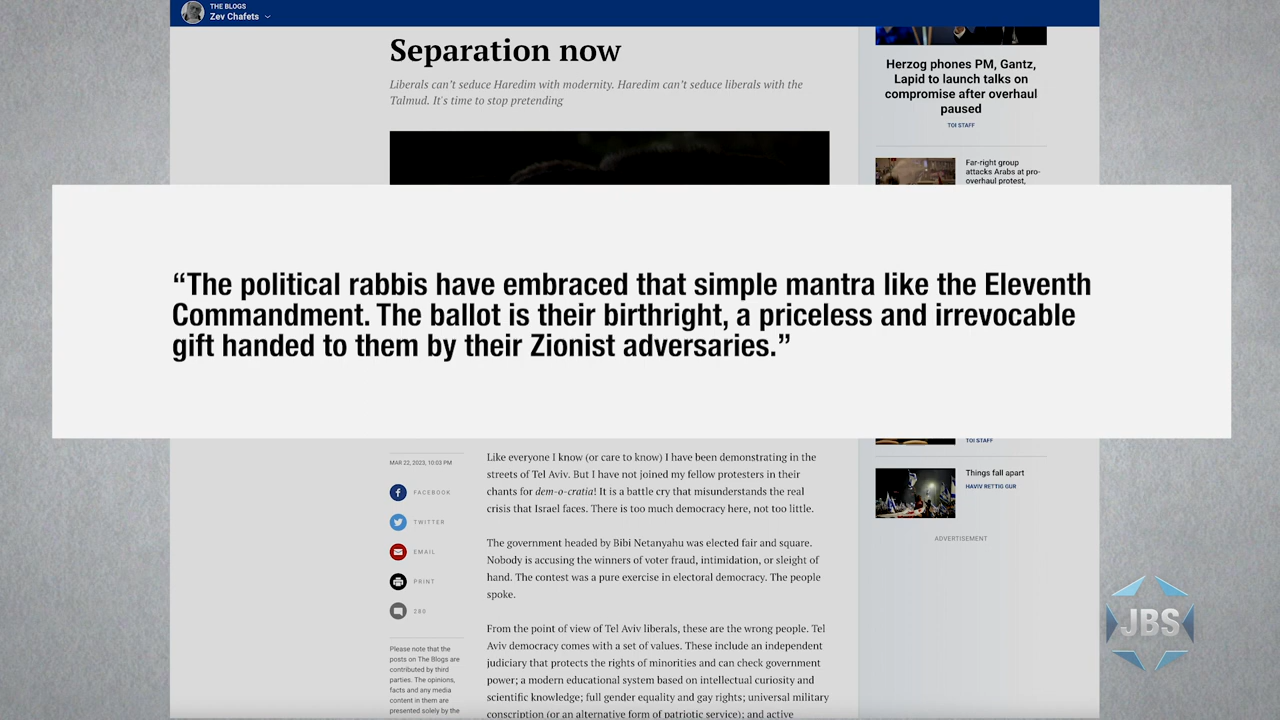 THE BLOGS
Zev Chafets
Separation now
Liberals can't seduce Haredim with modernity. Haredim can't seduce liberals with the
Talmud. It's time to stop pretending
Herzog phones PM, Gantz,
Lapid to launch talks on
compromise after overhaul
paused
TOI STAFF
Far-right group
attacks Arabs at pro-
overhaul protest,
“The political rabbis have embraced that simple mantra like the Eleventh
Commandment. The ballot is their birthright, a priceless and irrevocable
gift handed to them by their Zionist adversaries.”
TOI STAFF
Things fall apart
HAVIV RETTIG GUR
ADVERTISEMENT
MAR 22, 2023, 10:03 PM
FACEBOOK
TWITTER
EMAIL
PRINT
280
Please note that the
posts on The Blogs are
contributed by third
parties. The opinions,
facts and any media
content in them are
presented solely by the
Like everyone I know (or care to know) I have been demonstrating in the
streets of Tel Aviv. But I have not joined my fellow protesters in their
chants for dem-o-cratia! It is a battle cry that misunderstands the real
crisis that Israel faces. There is too much democracy here, not too little.
The government headed by Bibi Netanyahu was elected fair and square.
Nobody is accusing the winners of voter fraud, intimidation, or sleight of
hand. The contest was a pure exercise in electoral democracy. The people
spoke.
From the point of view of Tel Aviv liberals, these are the wrong people. Tel
Aviv democracy comes with a set of values. These include an independent
judiciary that protects the rights of minorities and can check government
power; a modern educational system based on intellectual curiosity and
scientific knowledge; full gender equality and gay rights; universal military
conscription (or an alternative form of patriotic service); and active
JBS